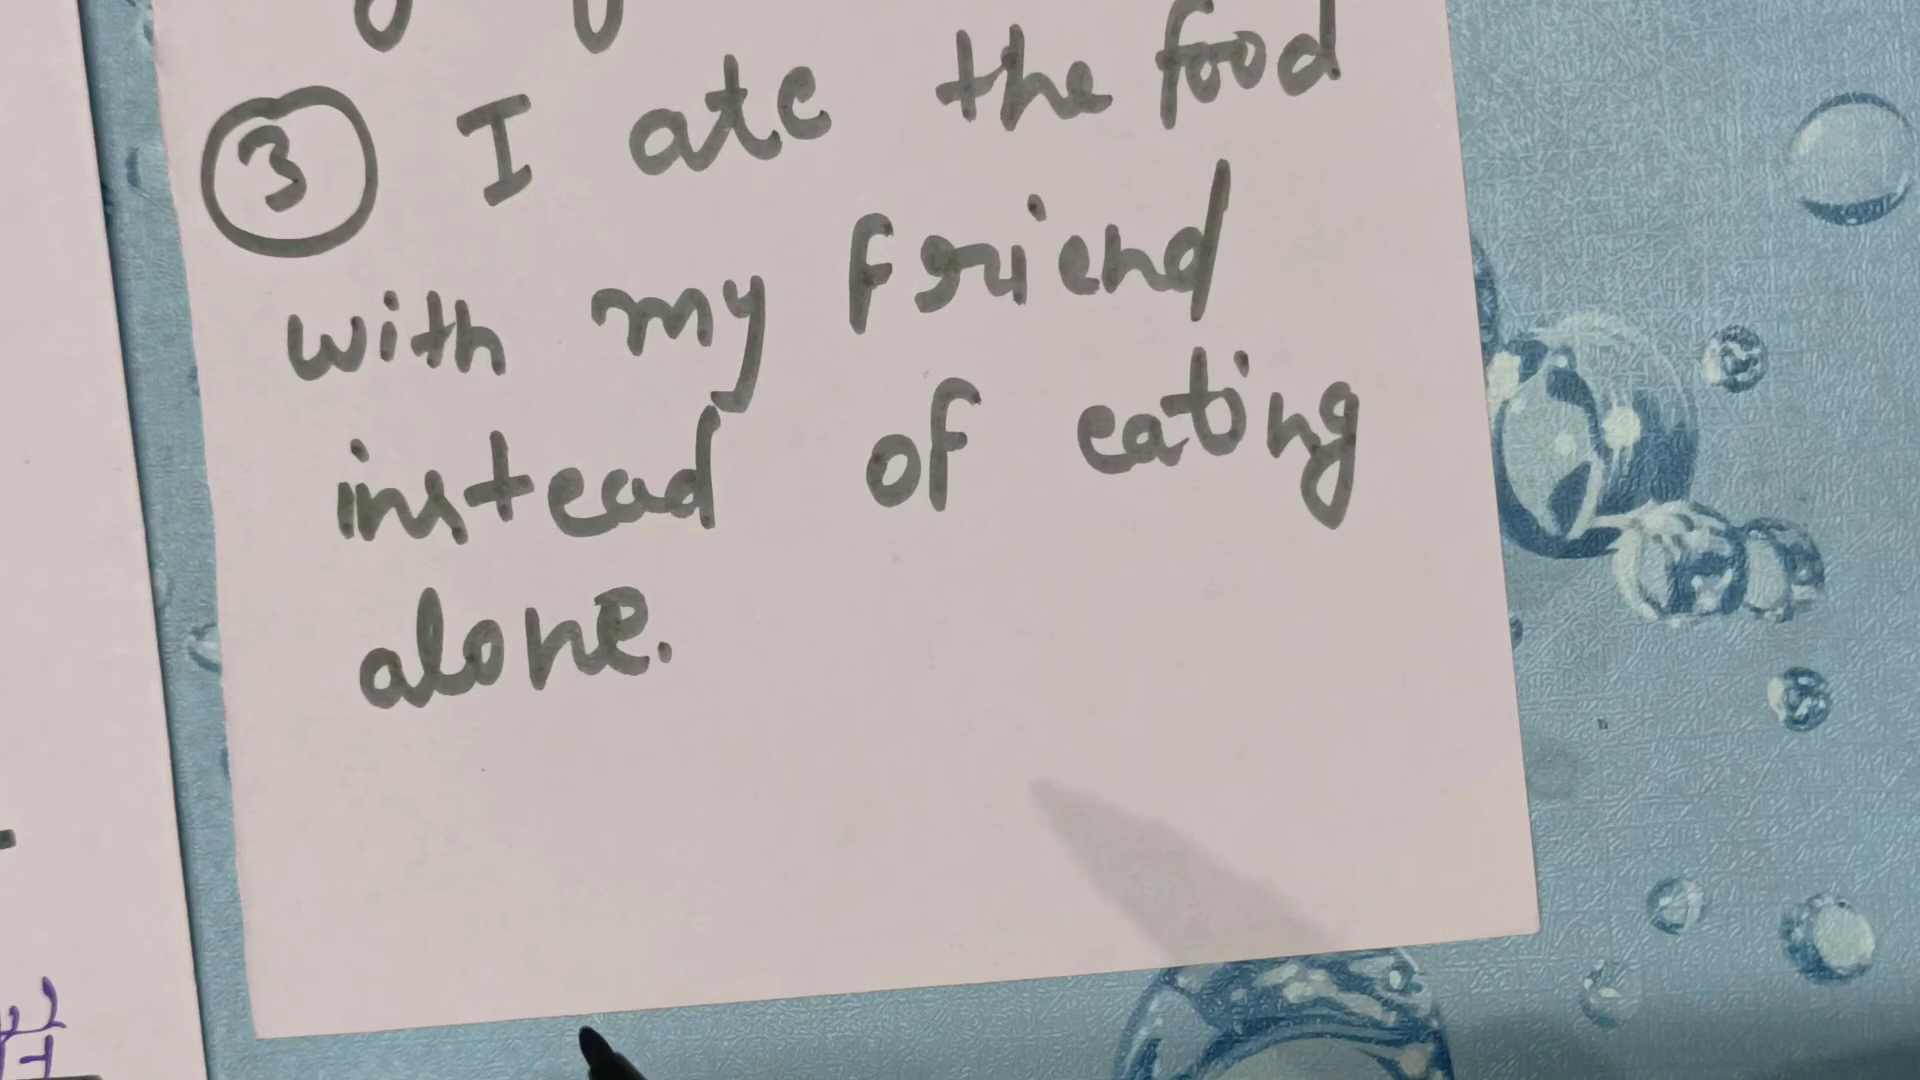 ③ I ate the food
with my friend
instead of eating
alone.